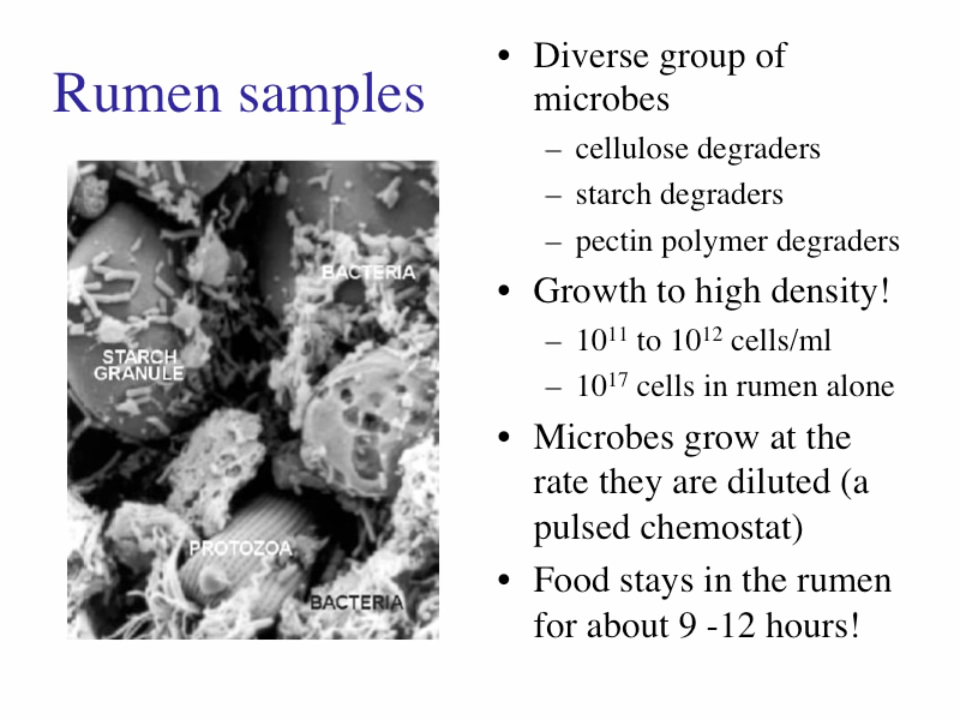 Rumen samples
BACTERIA
STARCH
GRANULE
PROTOZOA
BACTERIA
• Diverse group of
microbes
– cellulose degraders
– starch degraders
– pectin polymer degraders
• Growth to high density!
– 10¹¹ to 10¹² cells/ml
– 10¹⁷ cells in rumen alone
• Microbes grow at the
rate they are diluted (a
pulsed chemostat)
• Food stays in the rumen
for about 9 -12 hours!